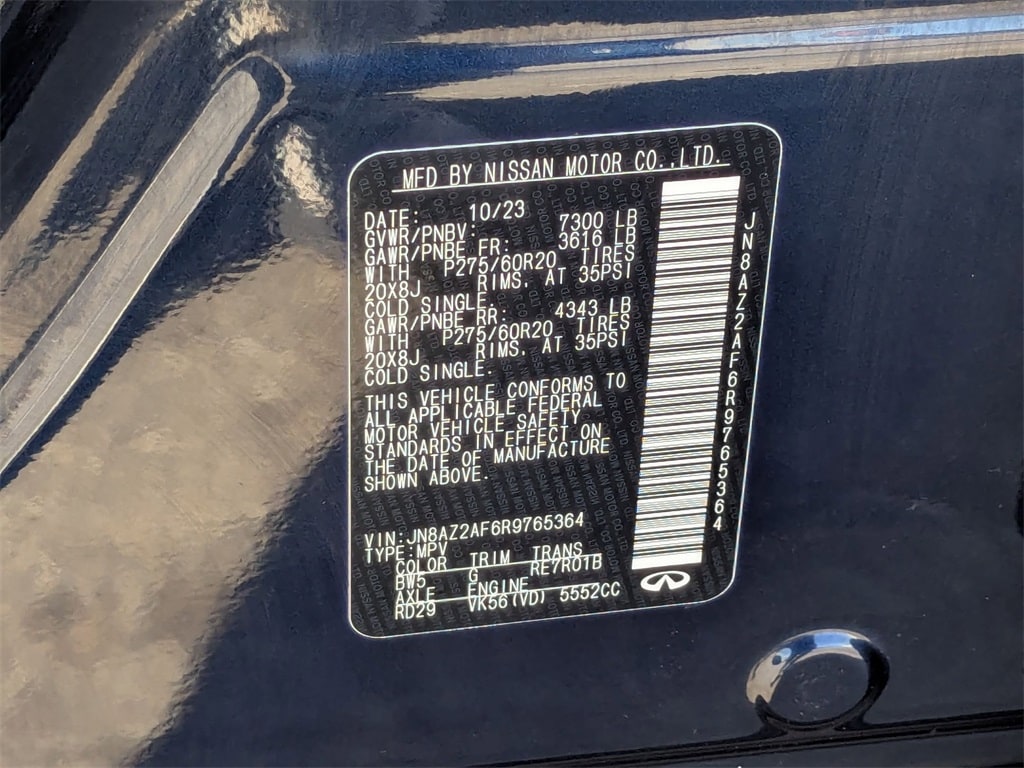 MFD BY NISSAN MOTOR CO.,LTD.
DATE: 10/23
GVWR/PNBV: 7300 LB
GAWR/PNBE FR: 3616 LB
WITH P275/60R20 TIRES
20X8J RIMS. AT 35PSI
COLD SINGLE.
GAWR/PNBE RR: 4343 LB
WITH P275/60R20 TIRES
20X8J RIMS. AT 35PSI
COLD SINGLE.
THIS VEHICLE CONFORMS TO
ALL APPLICABLE FEDERAL
MOTOR VEHICLE SAFETY
STANDARDS IN EFFECT ON
THE DATE OF MANUFACTURE
SHOWN ABOVE.
VIN:JN8AZ2AF6R9765364
TYPE:MPV
COLOR TRIM TRANS
BW5 G RE7R01B
AXLE ENGINE
RD29 VK56(VD) 5552CC
JN8AZ2AF6R9765364